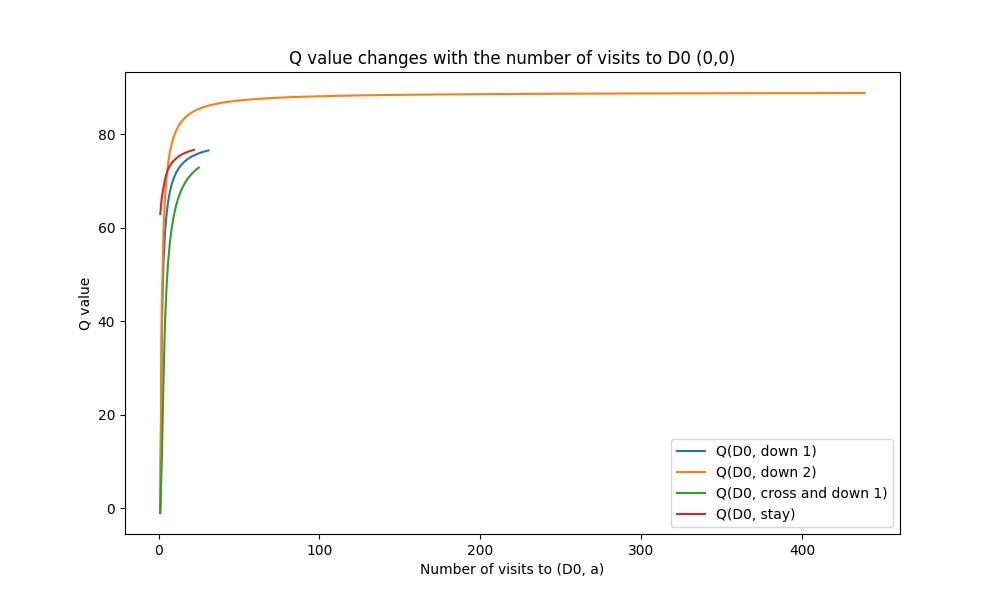 Q value changes with the number of visits to D0 (0,0)
80
60
40
20
0
Q value
0 100 200 300 400
Number of visits to (D0, a)
Q(D0, down 1)
Q(D0, down 2)
Q(D0, cross and down 1)
Q(D0, stay)